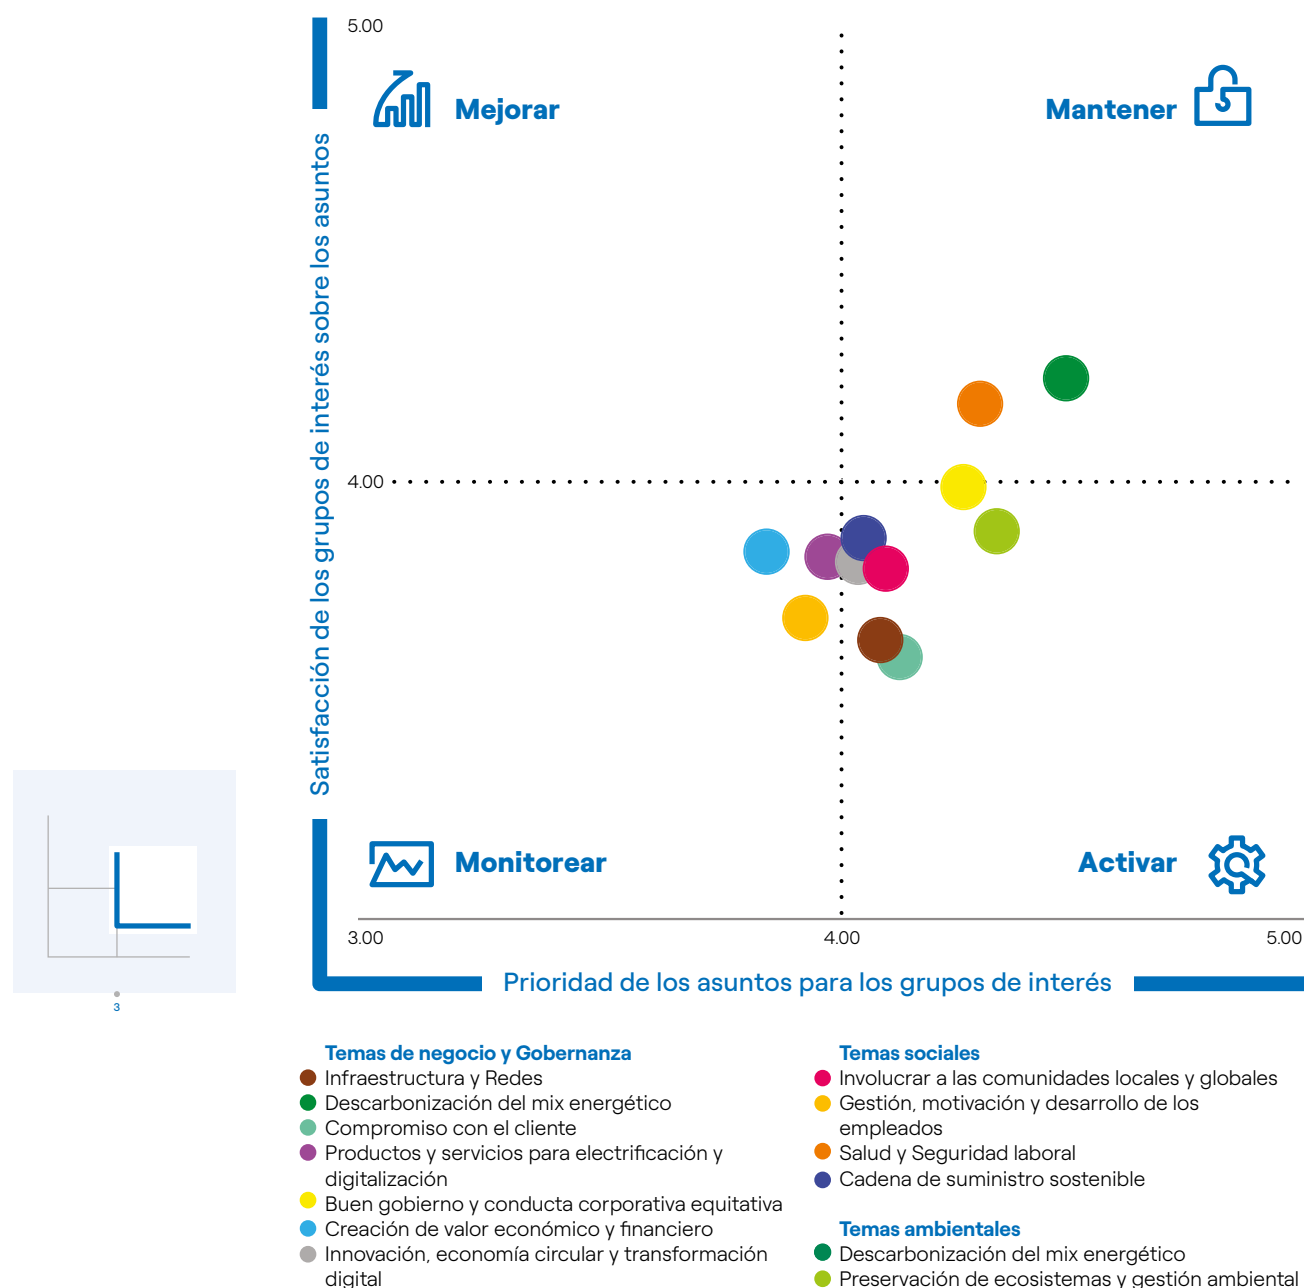 5.00
Mejorar
Mantener
Satisfacción de los grupos de interés sobre los asuntos
4.00
Monitorear
Activar
3.00
4.00
5.00
Prioridad de los asuntos para los grupos de interés
3
Temas de negocio y Gobernanza
Infraestructura y Redes
Descarbonización del mix energético
Compromiso con el cliente
Productos y servicios para electrificación y
digitalización
Buen gobierno y conducta corporativa equitativa
Creación de valor económico y financiero
Innovación, economía circular y transformación
digital
Temas sociales
Involucrar a las comunidades locales y globales
Gestión, motivación y desarrollo de los
empleados
Salud y Seguridad laboral
Cadena de suministro sostenible
Temas ambientales
Descarbonización del mix energético
Preservación de ecosistemas y gestión ambiental